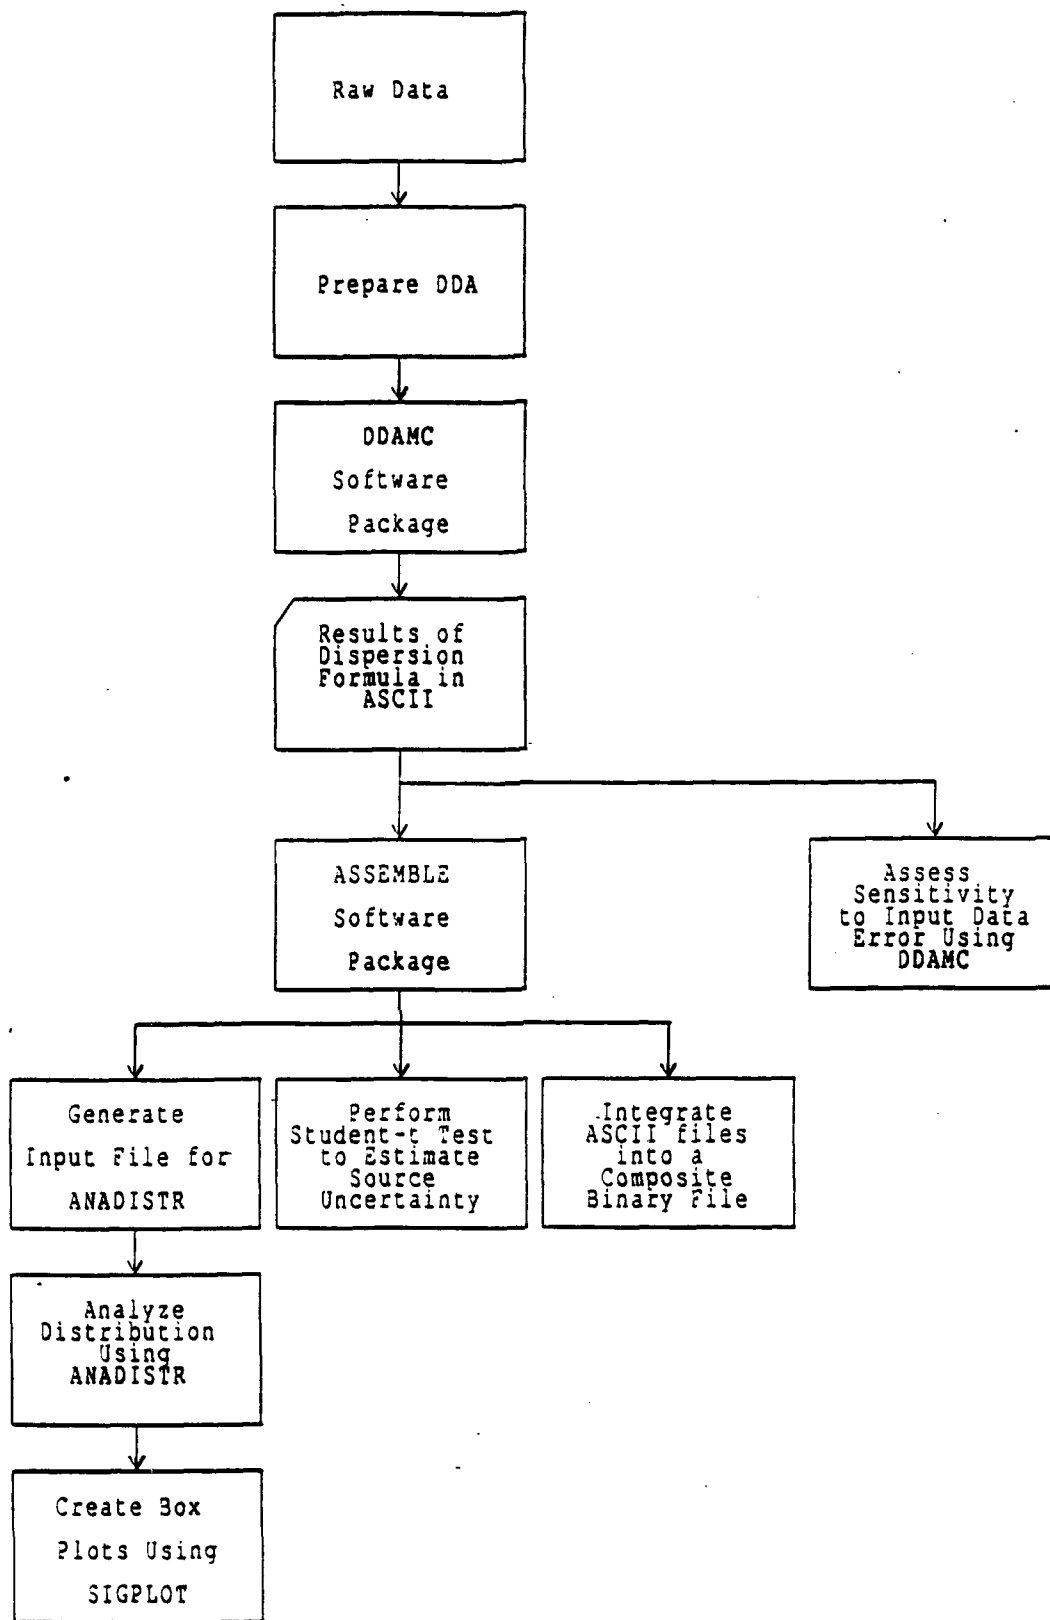 Raw Data
Prepare DDA
DDAMC
Software
Package
Results of
Dispersion
Formula in
ASCII
ASSEMBLE
Software
Package
Assess
Sensitivity
to Input Data
Error Using
DDAMC
Generate
Input File for
ANADISTR
Perform
Student-t Test
to Estimate
Source
Uncertainty
Integrate
ASCII files
into a
Composite
Binary File
Analyze
Distribution
Using
ANADISTR
Create Box
Plots Using
SIGPLOT